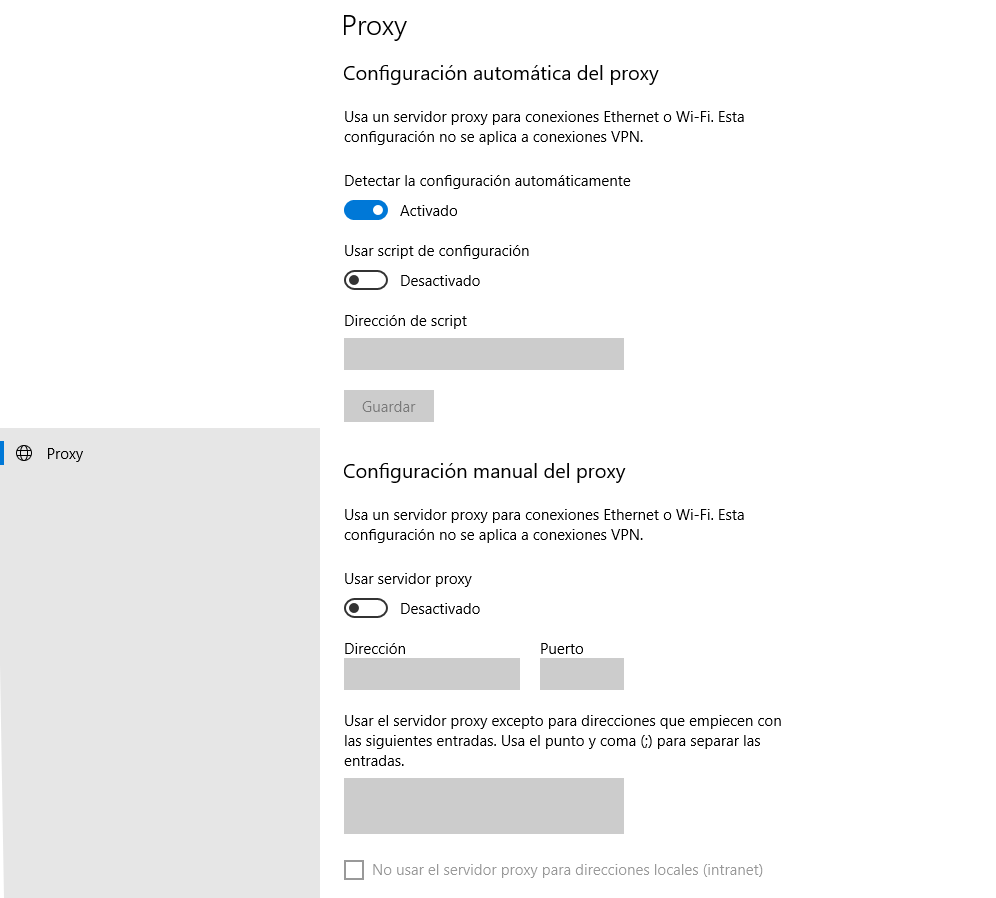 Proxy
Configuración automática del proxy
Usa un servidor proxy para conexiones Ethernet o Wi-Fi. Esta
configuración no se aplica a conexiones VPN.
Detectar la configuración automáticamente
Activado
Usar script de configuración
Desactivado
Dirección de script
Guardar
Proxy
Configuración manual del proxy
Usa un servidor proxy para conexiones Ethernet o Wi-Fi. Esta
configuración no se aplica a conexiones VPN.
Usar servidor proxy
Desactivado
Dirección Puerto
Usar el servidor proxy excepto para direcciones que empiecen con
las siguientes entradas. Usa el punto y coma (;) para separar las
entradas.
No usar el servidor proxy para direcciones locales (intranet)